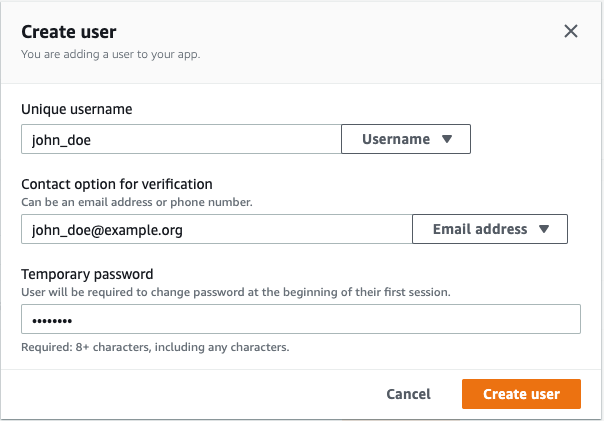 Create user
You are adding a user to your app.
Unique username
john_doe Username
Contact option for verification
Can be an email address or phone number.
john_doe@example.org Email address
Temporary password
User will be required to change password at the beginning of their first session.
••••••••
Required: 8+ characters, including any characters.
Cancel Create user